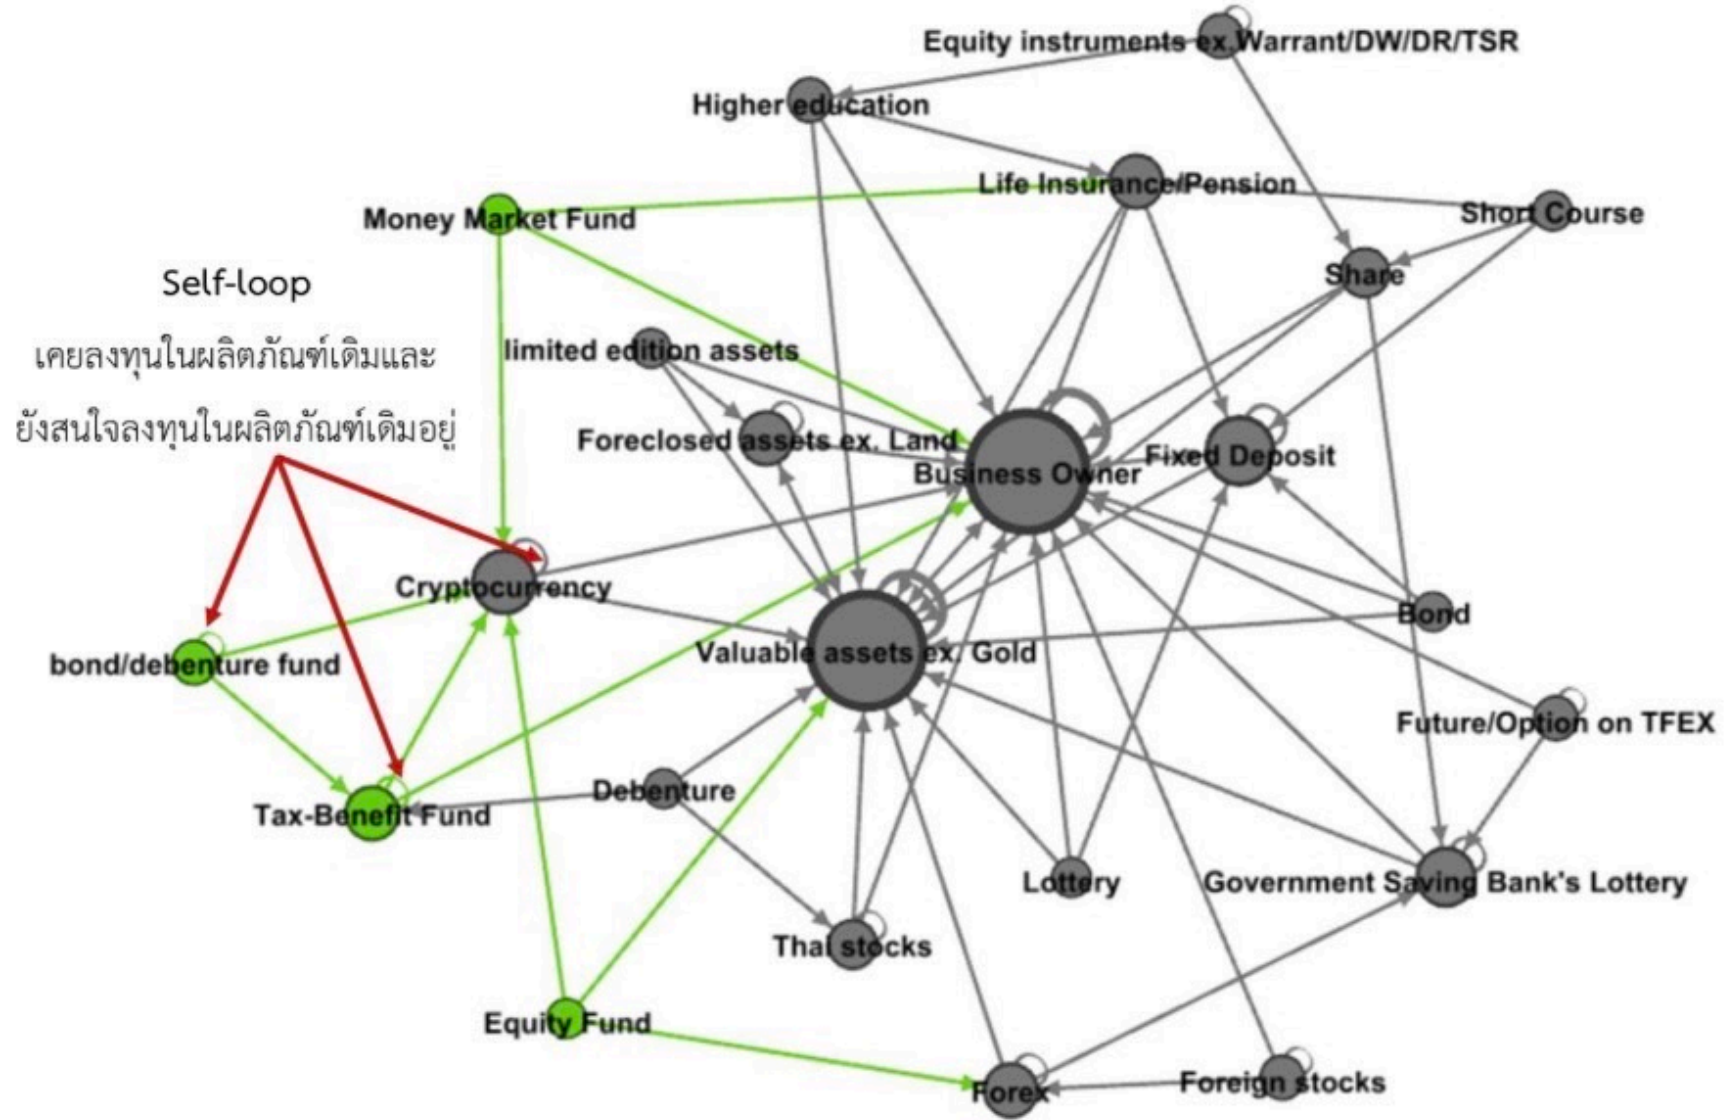 Equity instruments ex.Warrant/DW/DR/TSR
Higher education
Life Insurance/Pension
Short Course
Money Market Fund
Share
Self-loop
เคยลงทุนในผลิตภัณฑ์เดิมและ
ยังสนใจลงทุนในผลิตภัณฑ์เดิมอยู่
limited edition assets
Foreclosed assets ex. Land
Business Owner
Fixed Deposit
Cryptocurrency
Bond
bond/debenture fund
Valuable assets ex. Gold
Future/Option on TFEX
Debenture
Tax-Benefit Fund
Lottery
Government Saving Bank's Lottery
Thai stocks
Equity Fund
Forex
Foreign stocks